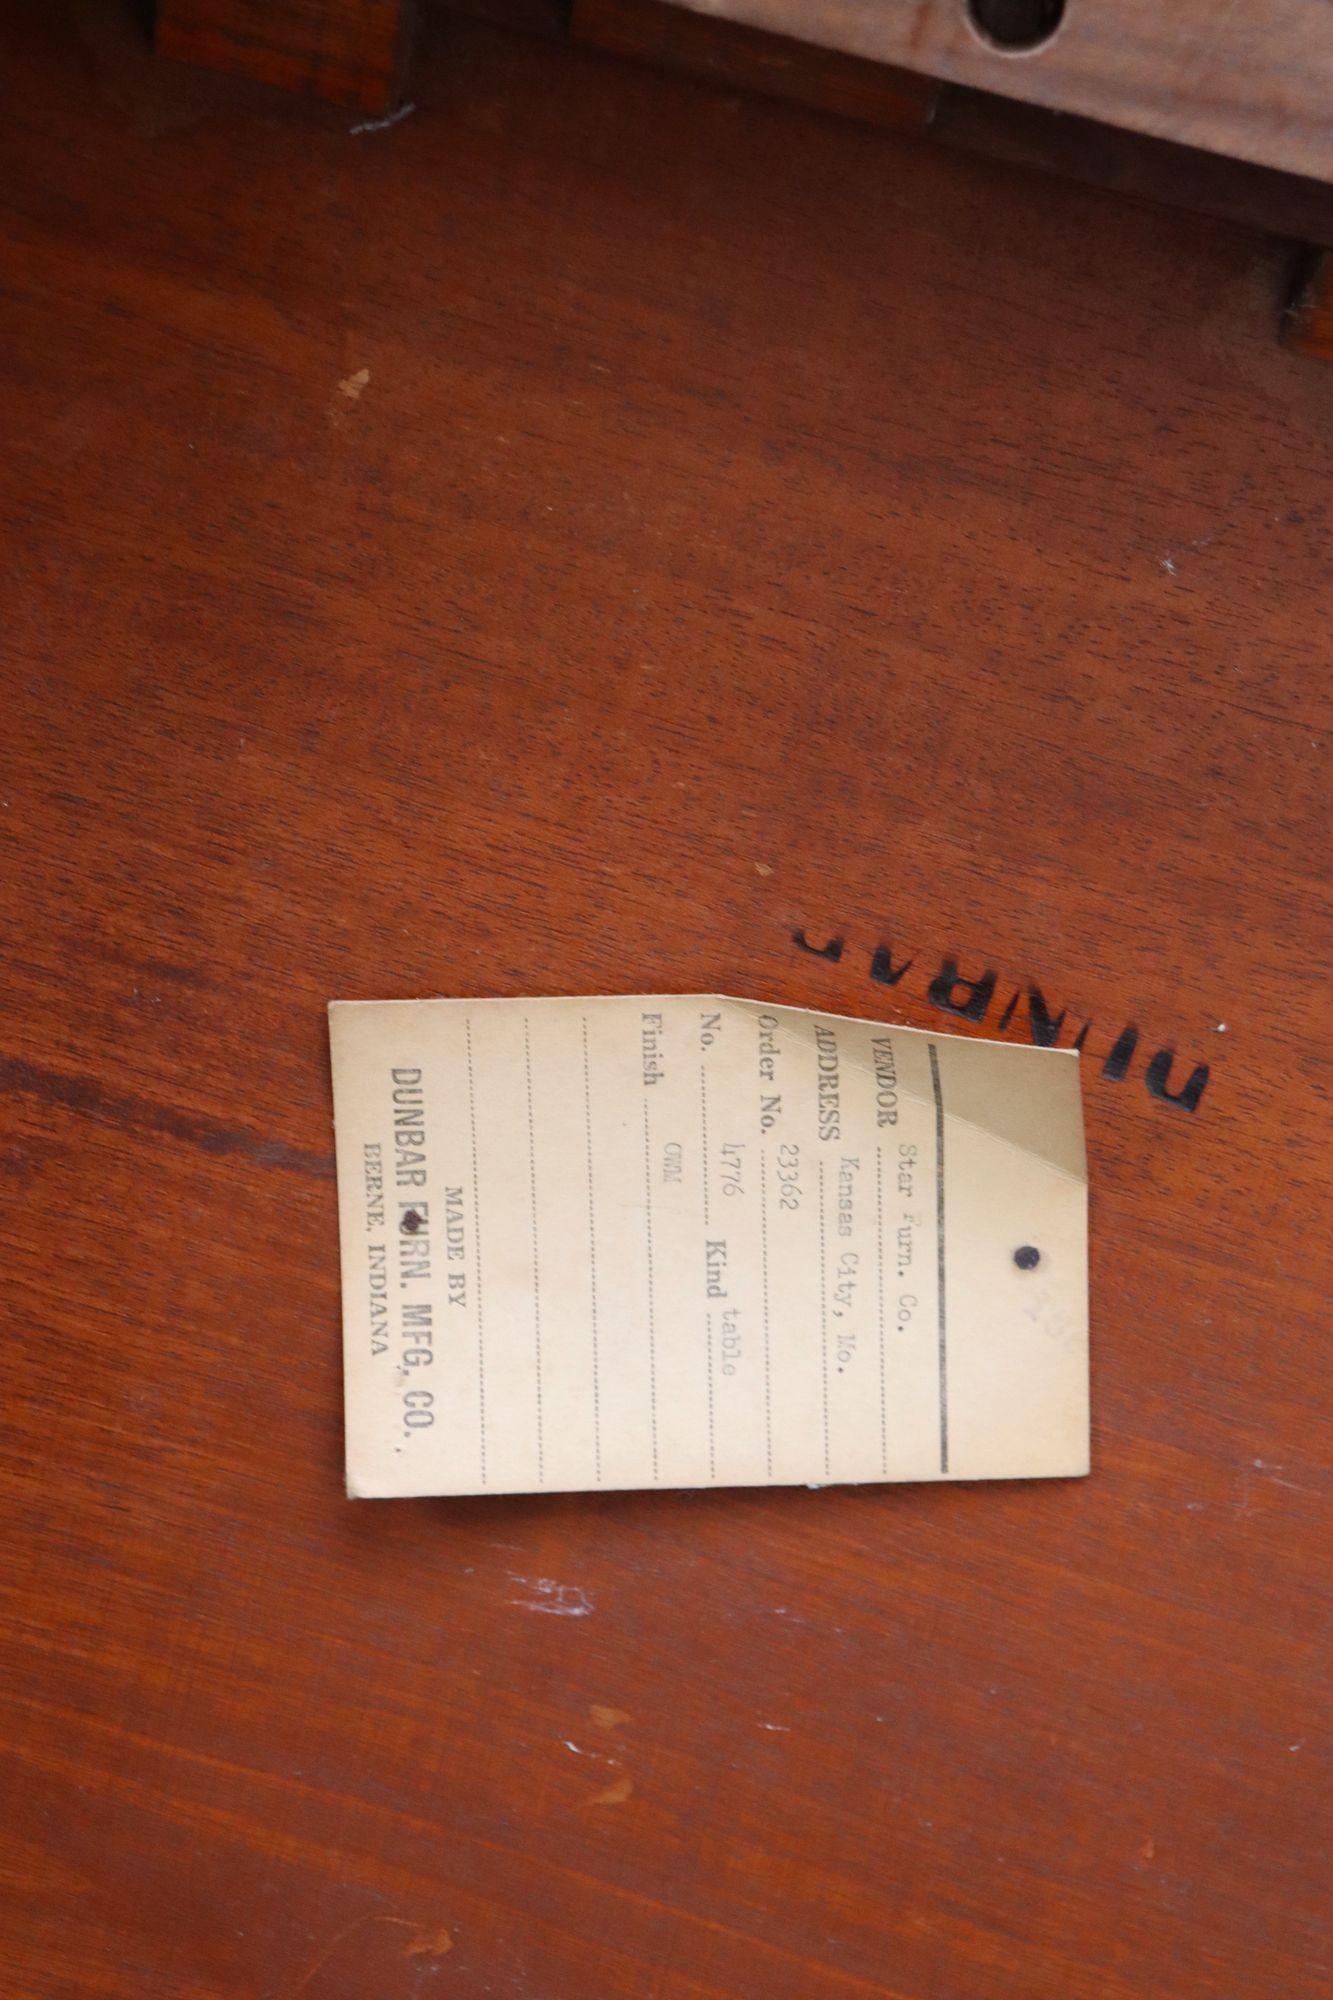 VENDOR Star Furn. Co.
ADDRESS Kansas City, Mo.
Order No. 23362
No. 4776 Kind table
Finish OWM
MADE BY
DUNBAR FURN. MFG. CO.
BERNE, INDIANA
DUNBAR